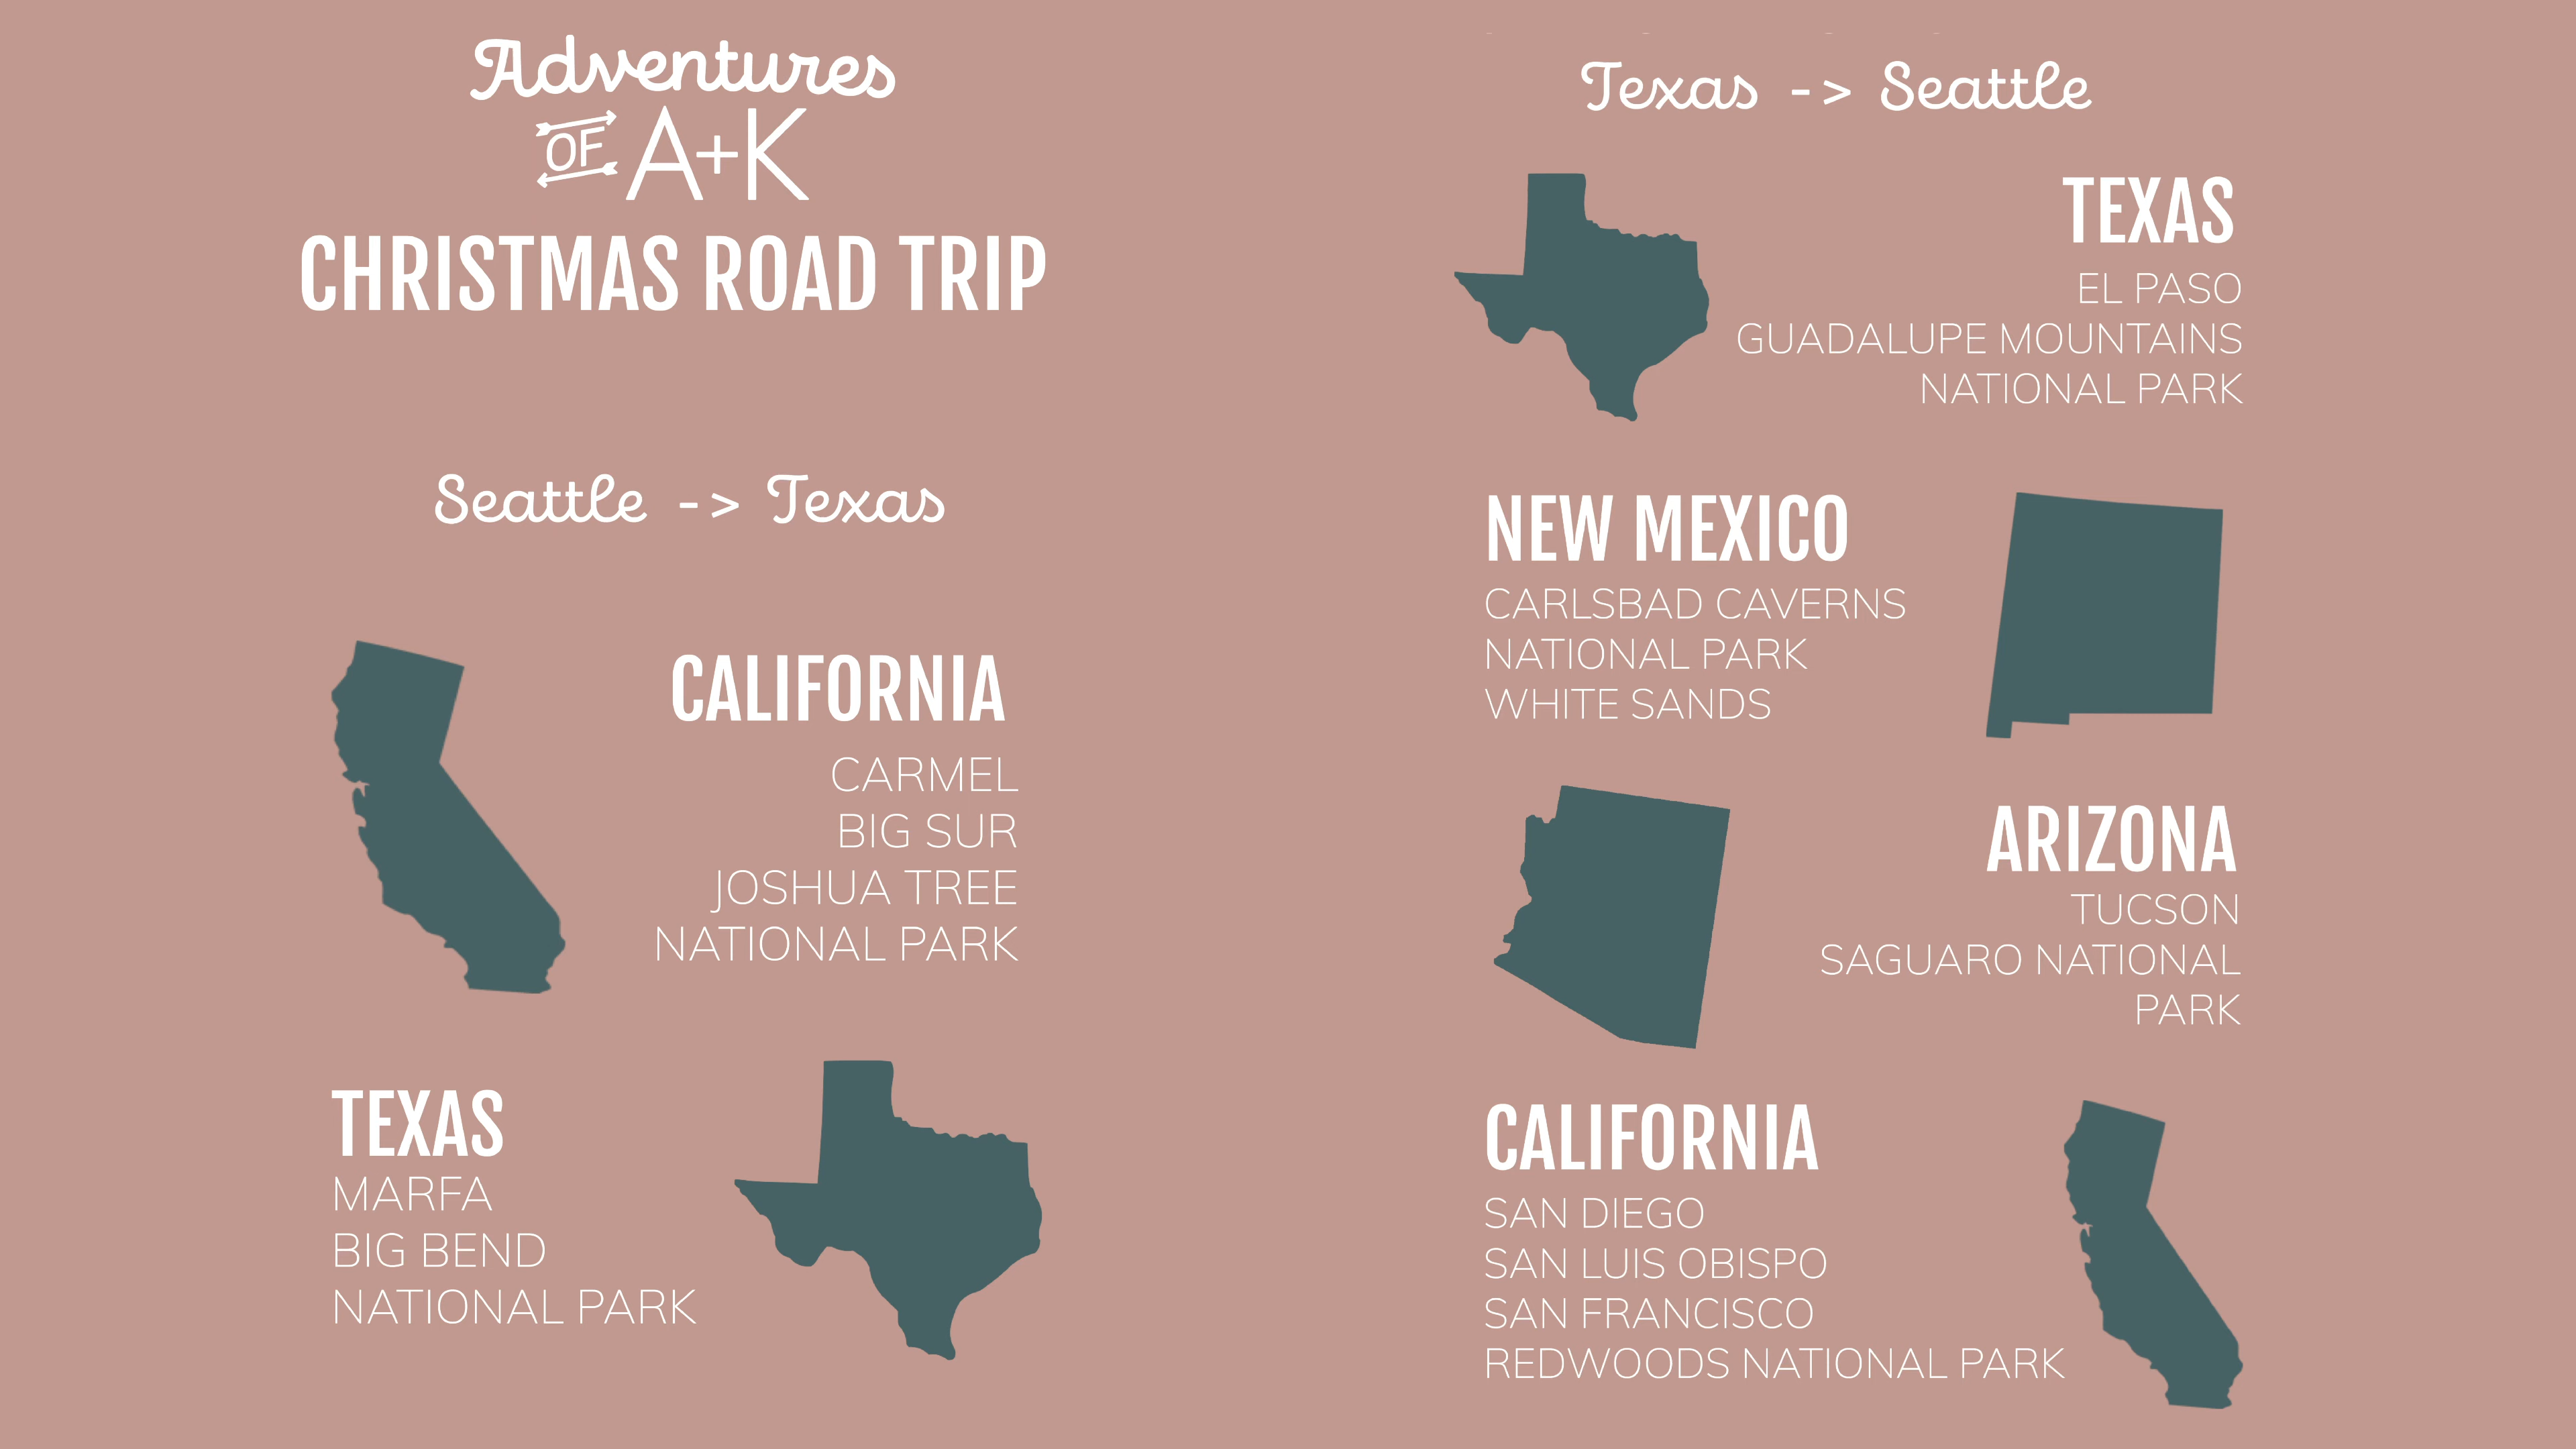 Adventures
OF A+K
CHRISTMAS ROAD TRIP
Seattle -> Texas
CALIFORNIA
CARMEL
BIG SUR
JOSHUA TREE
NATIONAL PARK
TEXAS
MARFA
BIG BEND
NATIONAL PARK
Texas -> Seattle
TEXAS
EL PASO
GUADALUPE MOUNTAINS
NATIONAL PARK
NEW MEXICO
CARLSBAD CAVERNS
NATIONAL PARK
WHITE SANDS
ARIZONA
TUCSON
SAGUARO NATIONAL
PARK
CALIFORNIA
SAN DIEGO
SAN LUIS OBISPO
SAN FRANCISCO
REDWOODS NATIONAL PARK